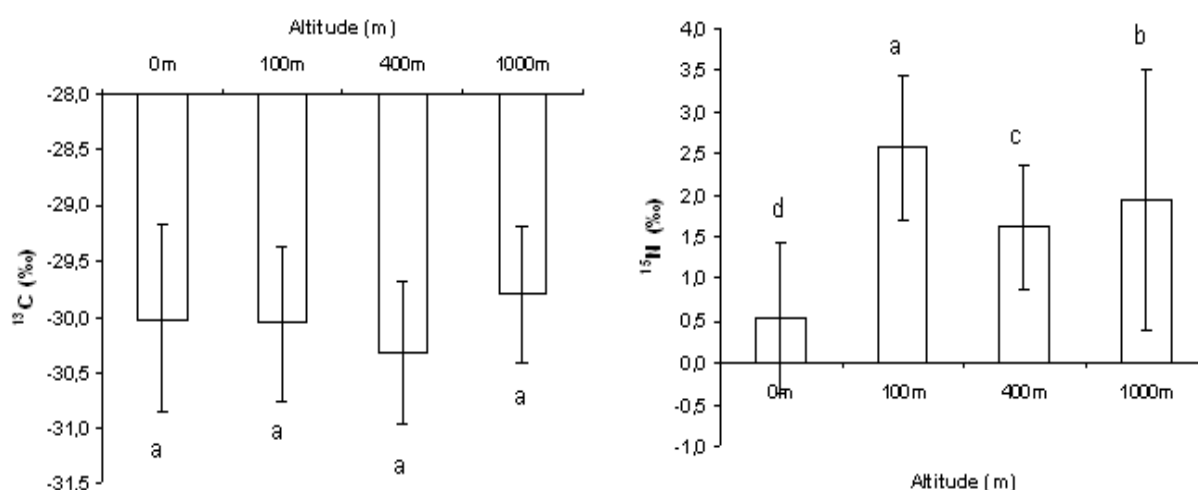 Altitude (m)
0m 100m 400m 1000m
-28,0
-28,5
-29,0
-29,5
-30,0
-30,5
-31,0
-31,5
¹³C (‰)
a a a a
4,0
3,5
3,0
2,5
2,0
1,5
1,0
0,5
0,0
-0,5
-1,0
¹⁵N (‰)
d a c b
0m 100m 400m 1000m
Altitude (m)